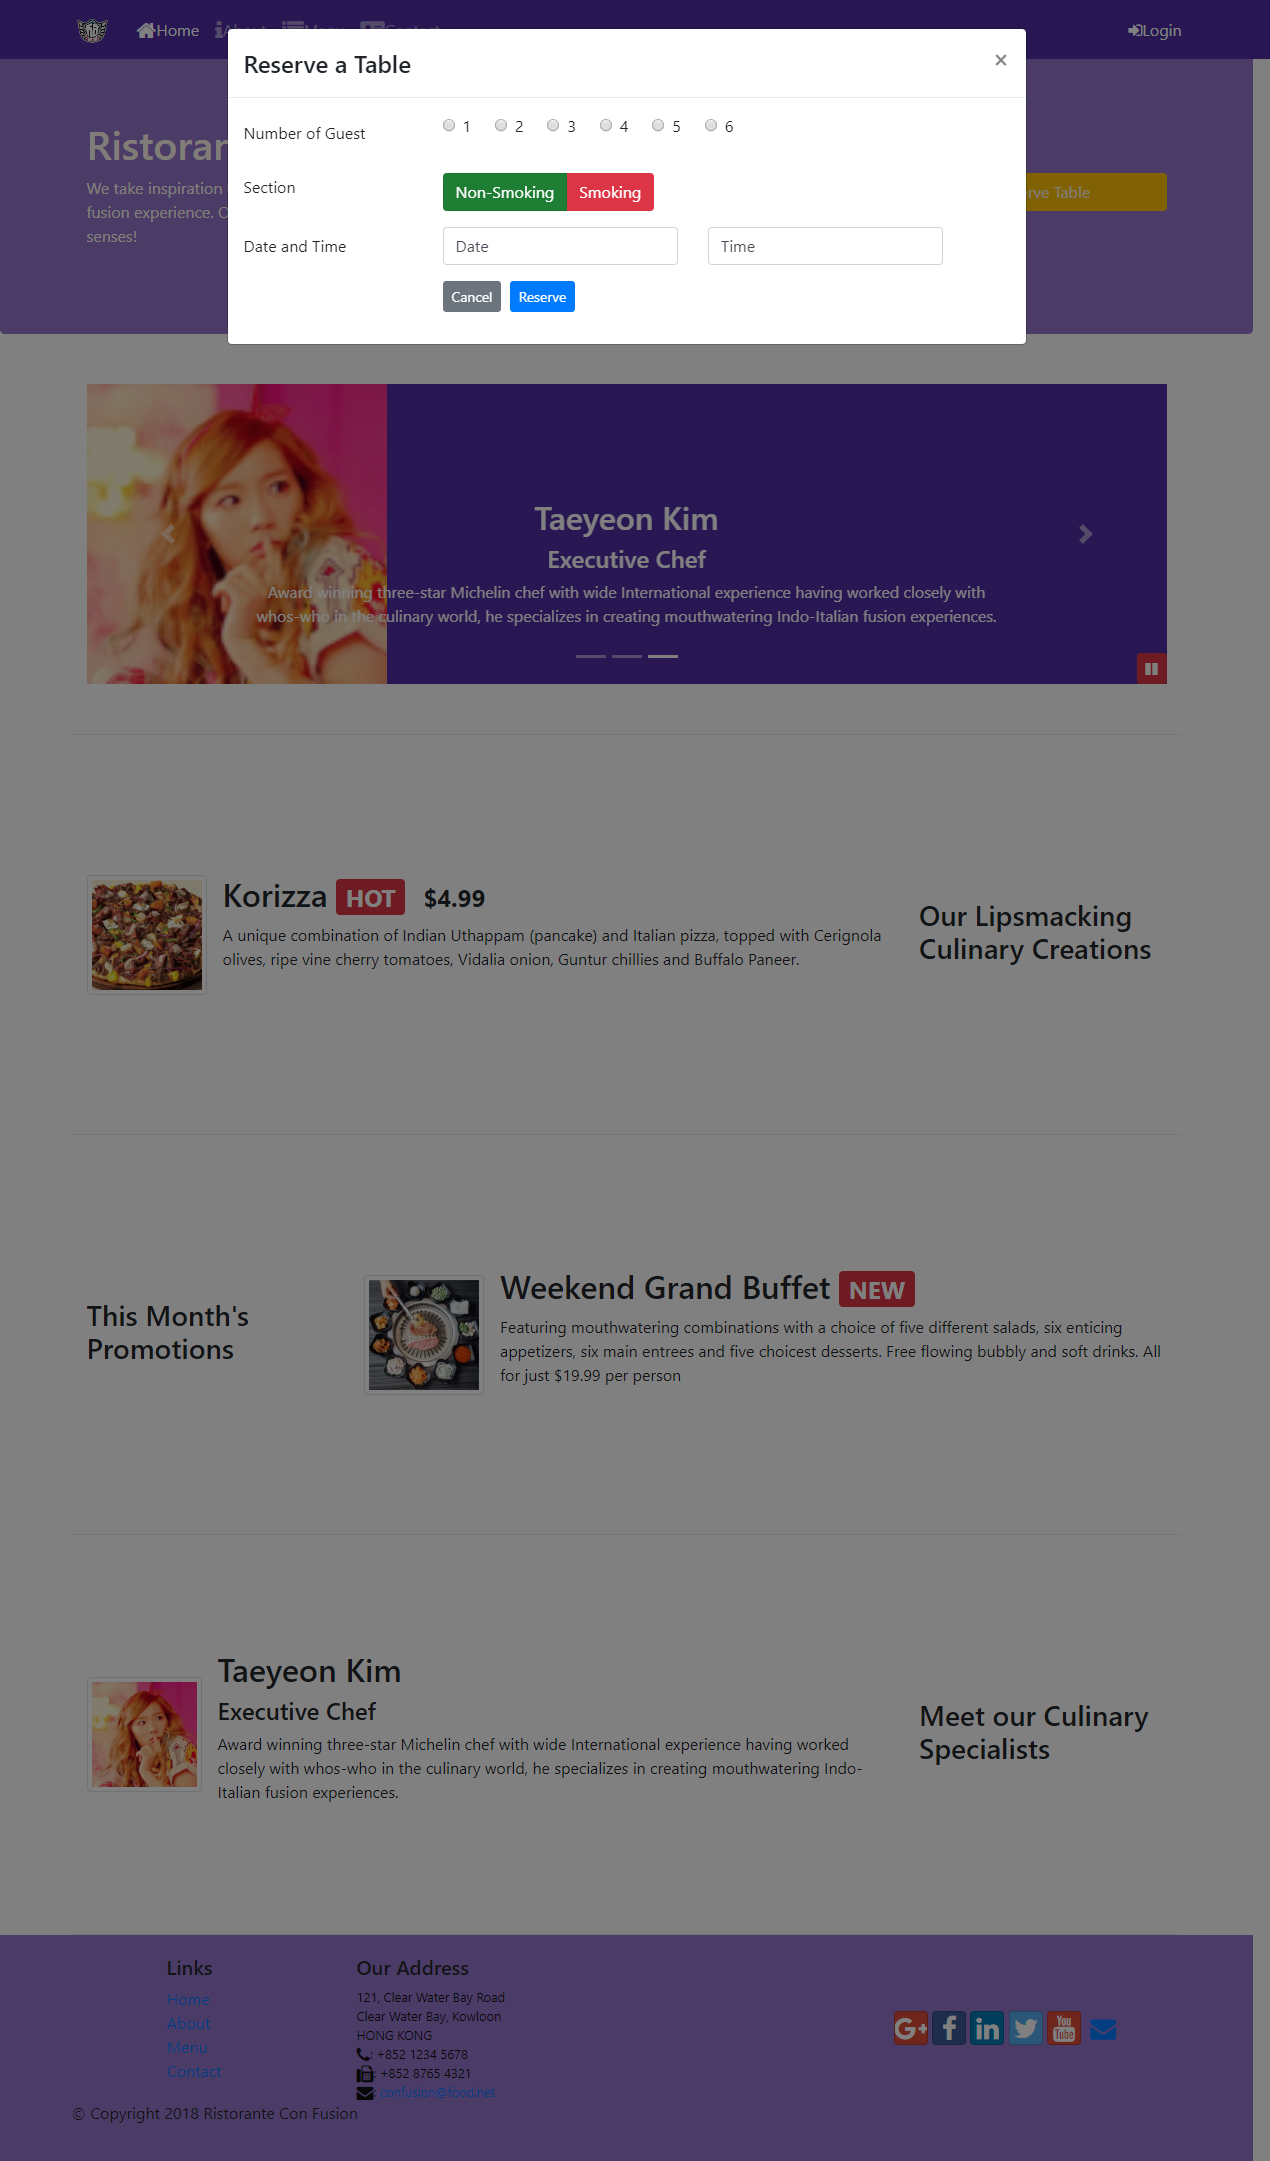 Home
Login
Reserve a Table
×
Number of Guest
1 2 3 4 5 6
Section
Non-Smoking Smoking
Date and Time
Date
Time
Cancel Reserve
We take inspiration
fusion experience.
senses!
Table
Taeyeon Kim
Executive Chef
Award winning three-star Michelin chef with wide International experience having worked closely with
whos-who in the culinary world, he specializes in creating mouthwatering Indo-Italian fusion experiences.
Korizza HOT $4.99
A unique combination of Indian Uthappam (pancake) and Italian pizza, topped with Cerignola
olives, ripe vine cherry tomatoes, Vidalia onion, Guntur chillies and Buffalo Paneer.
Our Lipsmacking
Culinary Creations
This Month's
Promotions
Weekend Grand Buffet NEW
Featuring mouthwatering combinations with a choice of five different salads, six enticing
appetizers, six main entrees and five choicest desserts. Free flowing bubbly and soft drinks. All
for just $19.99 per person
Taeyeon Kim
Executive Chef
Award winning three-star Michelin chef with wide International experience having worked
closely with whos-who in the culinary world, he specializes in creating mouthwatering Indo-
Italian fusion experiences.
Meet our Culinary
Specialists
Links
Home
About
Menu
Contact
Our Address
121, Clear Water Bay Road
Clear Water Bay, Kowloon
HONG KONG
: +852 1234 5678
: +852 8765 4321
: confusion@food.net
G+ f in You Tube
© Copyright 2018 Ristorante Con Fusion